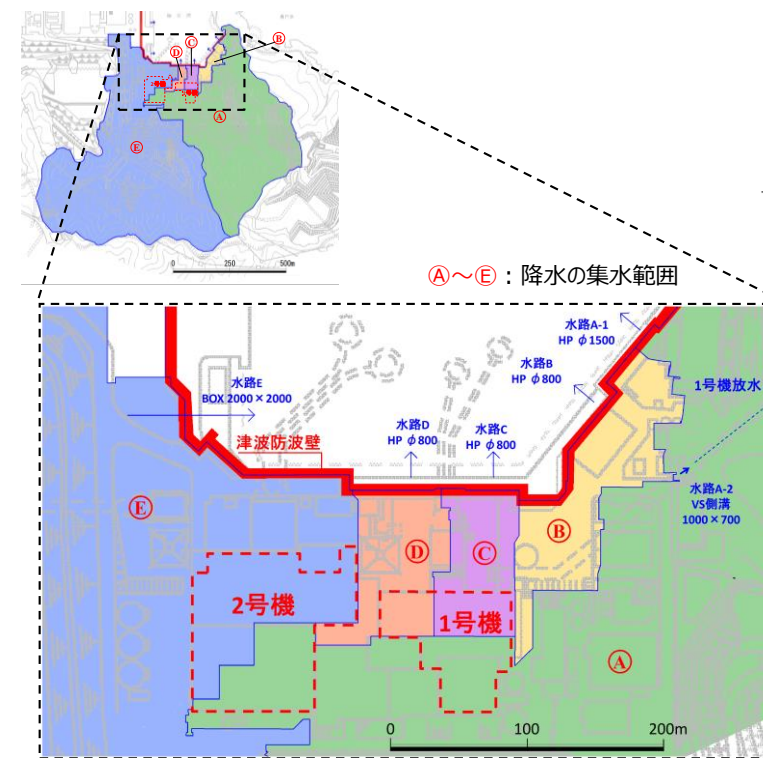 Ⓒ
Ⓓ
Ⓑ
Ⓐ
Ⓔ
0 250 500m
Ⓐ～Ⓔ：降水の集水範囲
水路A-1
HP φ1500
水路B
HP φ800
1号機放水
水路E
BOX 2000×2000
水路D
HP φ800
水路C
HP φ800
津波防波壁
水路A-2
VS側溝
1000×700
Ⓔ
Ⓓ
Ⓒ
Ⓑ
2号機
1号機
Ⓐ
0 100 200m